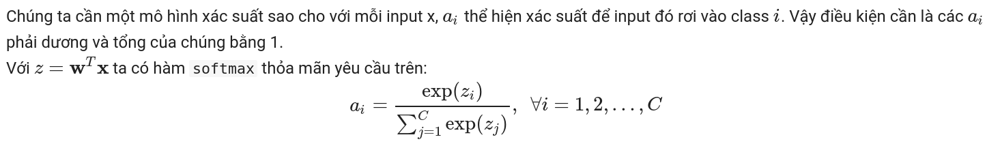 Chúng ta cần một mô hình xác suất sao cho với mỗi input x, $a_i$ thể hiện xác suất để input đó rơi vào class $i$. Vậy điều kiện cần là các $a_i$
phải dương và tổng của chúng bằng 1.
Với $z = \mathbf{w}^T\mathbf{x}$ ta có hàm softmax thỏa mãn yêu cầu trên:
$a_i = \frac{\exp(z_i)}{\sum_{j=1}^{C} \exp(z_j)}, \ \ \forall i = 1, 2, \ldots, C$